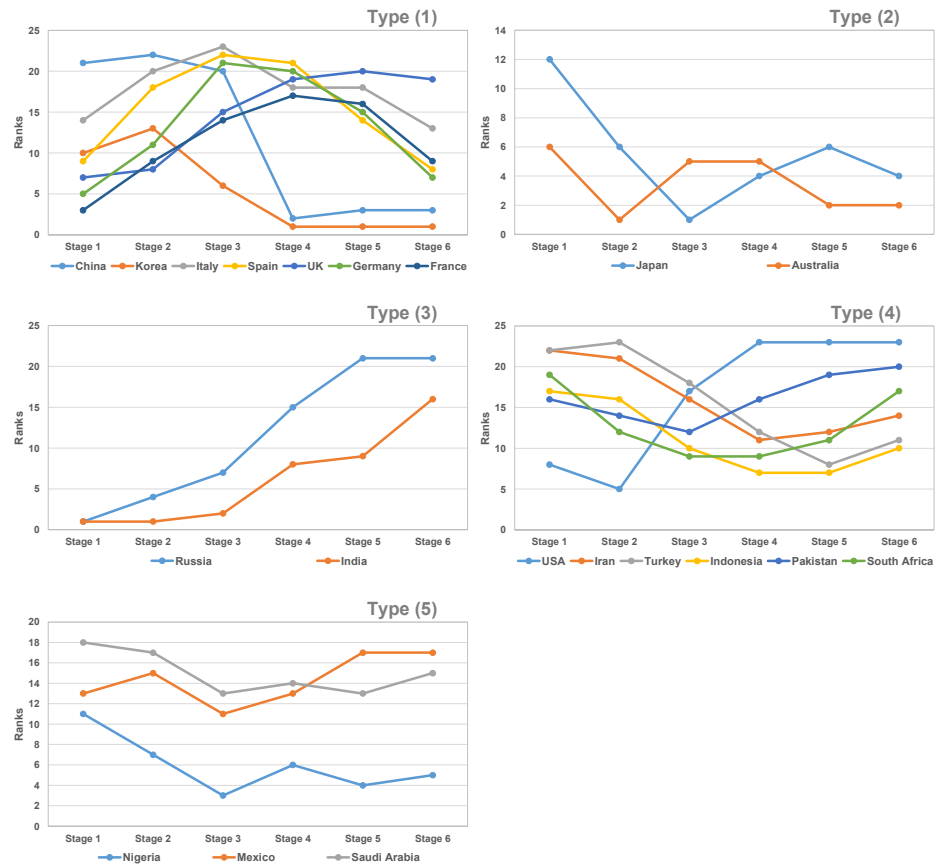 Type (1)
25
20
15
10
5
0
Ranks
Stage 1 Stage 2 Stage 3 Stage 4 Stage 5 Stage 6
China Korea Italy Spain UK Germany France
Type (2)
14
12
10
8
6
4
2
0
Ranks
Stage 1 Stage 2 Stage 3 Stage 4 Stage 5 Stage 6
Japan Australia
Type (3)
25
20
15
10
5
0
Ranks
Stage 1 Stage 2 Stage 3 Stage 4 Stage 5 Stage 6
Russia India
Type (4)
25
20
15
10
5
0
Ranks
Stage 1 Stage 2 Stage 3 Stage 4 Stage 5 Stage 6
USA Iran Turkey Indonesia Pakistan South Africa
Type (5)
20
18
16
14
12
10
8
6
4
2
0
Ranks
Stage 1 Stage 2 Stage 3 Stage 4 Stage 5 Stage 6
Nigeria Mexico Saudi Arabia